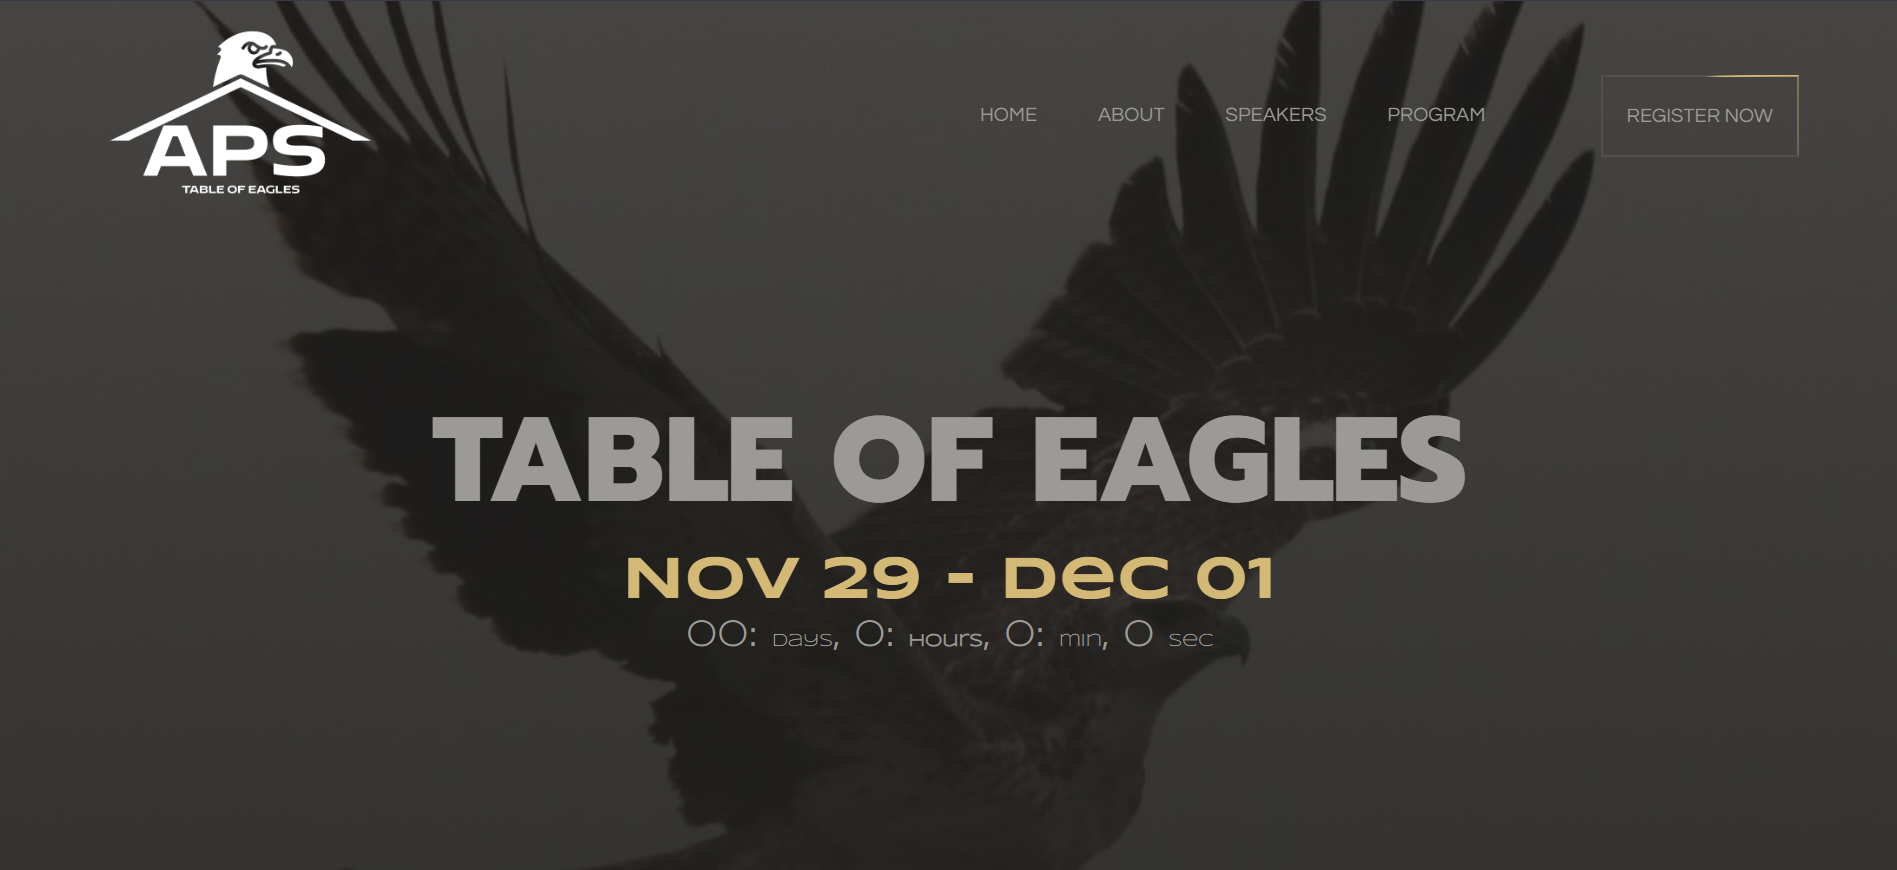 APS
TABLE OF EAGLES
HOME ABOUT SPEAKERS PROGRAM REGISTER NOW
TABLE OF EAGLES
NOV 29 - Dec 01
00: Days, 0: Hours, 0: min, 0 sec